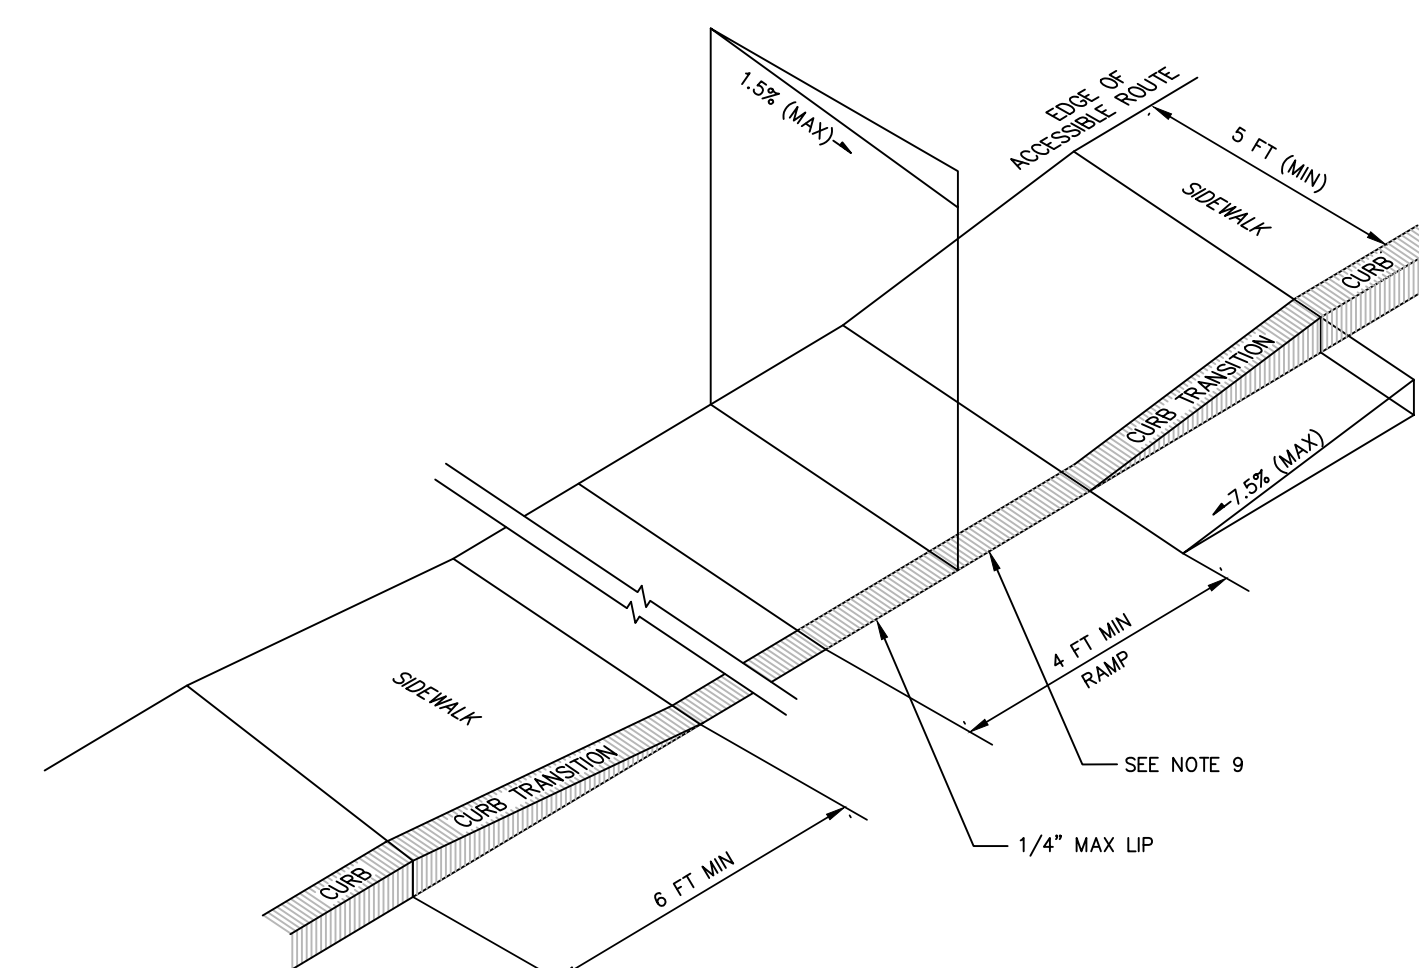 1.5% (MAX)
EDGE OF
ACCESSIBLE ROUTE
5 FT (MIN)
SIDEWALK
CURB
CURB TRANSITION
7.5% (MAX)
4 FT MIN
RAMP
SEE NOTE 9
1/4" MAX LIP
SIDEWALK
CURB TRANSITION
CURB
6 FT MIN